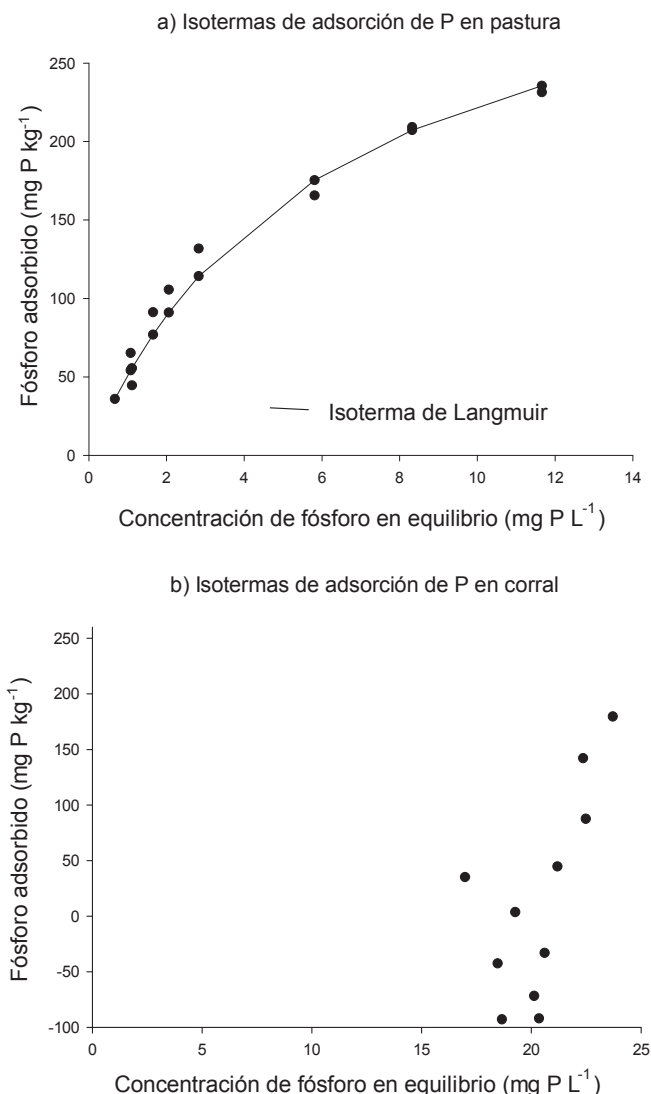 a) Isotermas de adsorción de P en pastura
250
200
150
100
50
0
Fósforo adsorbido (mg P kg-1)
Isoterma de Langmuir
0 2 4 6 8 10 12 14
Concentración de fósforo en equilibrio (mg P L-1)
b) Isotermas de adsorción de P en corral
250
200
150
100
50
0
-50
-100
Fósforo adsorbido (mg P kg-1)
0 5 10 15 20 25
Concentración de fósforo en equilibrio (mg P L-1)